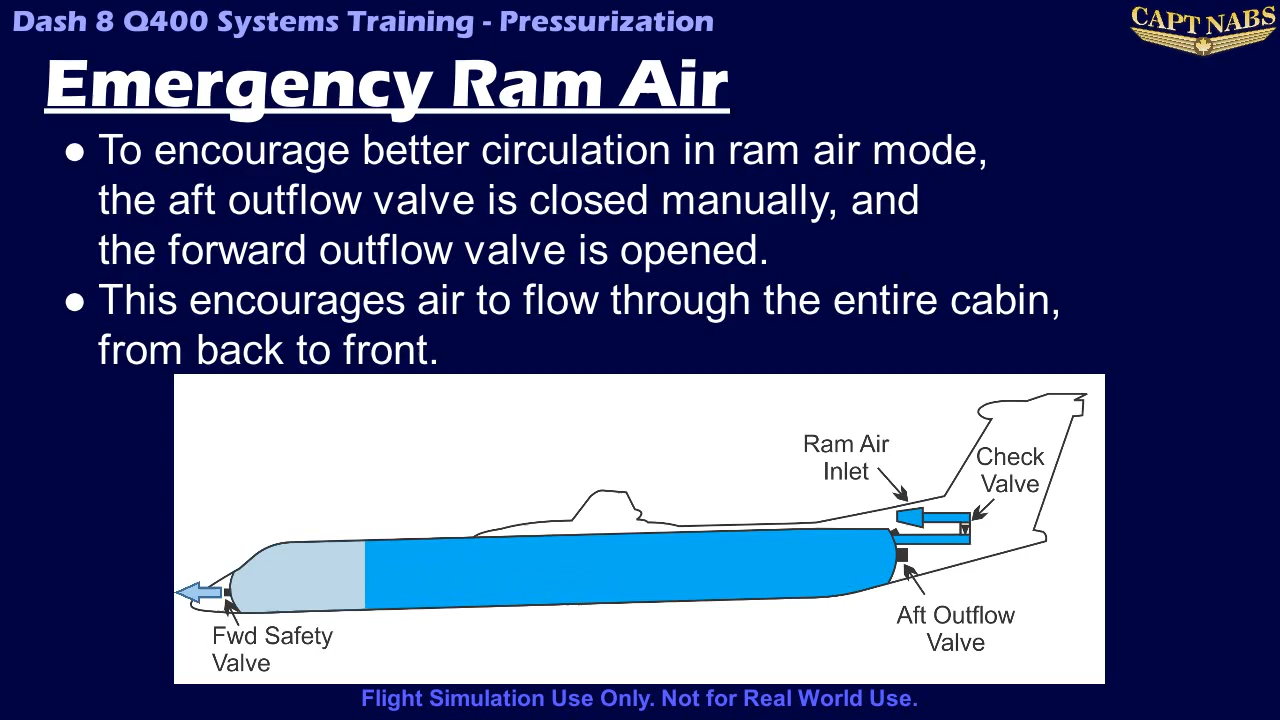 Dash 8 Q400 Systems Training - Pressurization
CAPT NABS
Emergency Ram Air
● To encourage better circulation in ram air mode,
the aft outflow valve is closed manually, and
the forward outflow valve is opened.
● This encourages air to flow through the entire cabin,
from back to front.
Ram Air
Inlet
Check
Valve
Aft Outflow
Valve
Fwd Safety
Valve
Flight Simulation Use Only. Not for Real World Use.